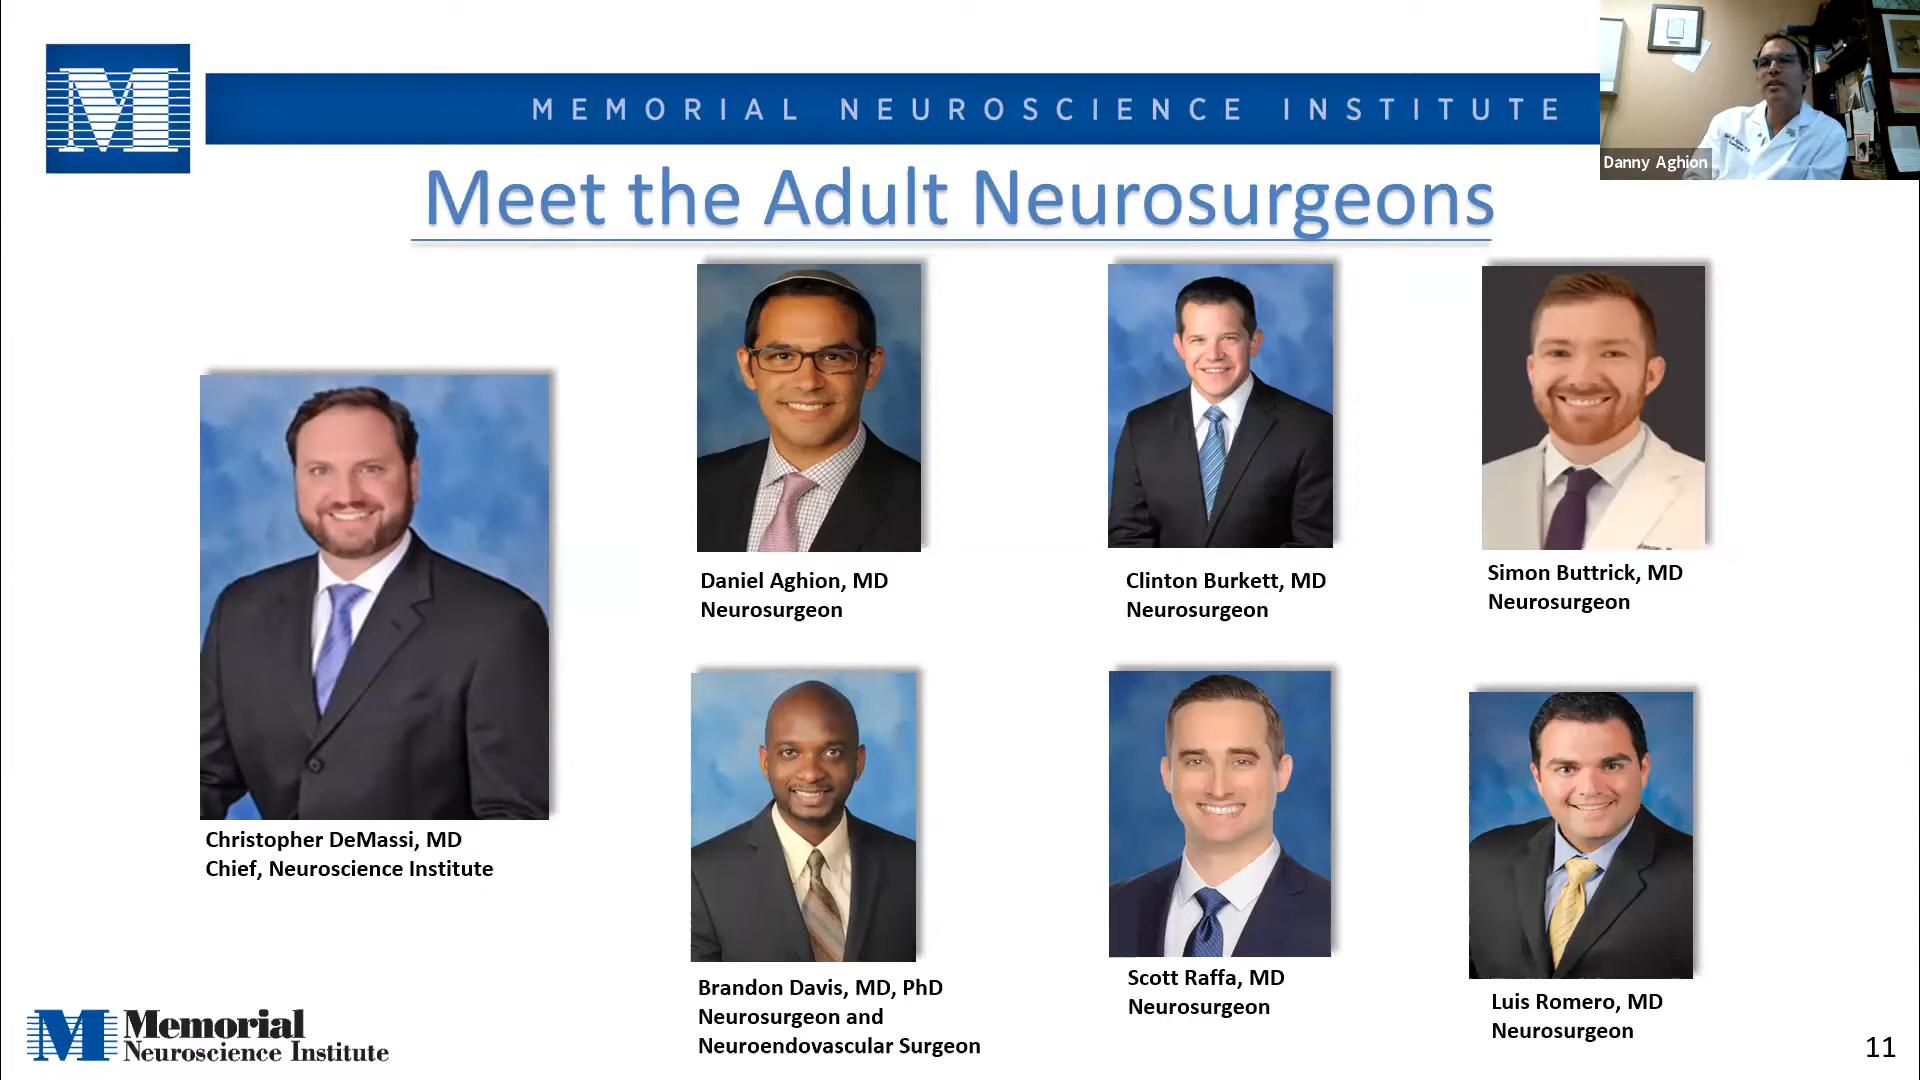 MEMORIAL NEUROSCIENCE INSTITUTE
Danny Aghion
Meet the Adult Neurosurgeons
Daniel Aghion, MD
Neurosurgeon
Clinton Burkett, MD
Neurosurgeon
Simon Buttrick, MD
Neurosurgeon
Christopher DeMassi, MD
Chief, Neuroscience Institute
Brandon Davis, MD, PhD
Neurosurgeon and
Neuroendovascular Surgeon
Scott Raffa, MD
Neurosurgeon
Luis Romero, MD
Neurosurgeon
M Memorial
Neuroscience Institute
11